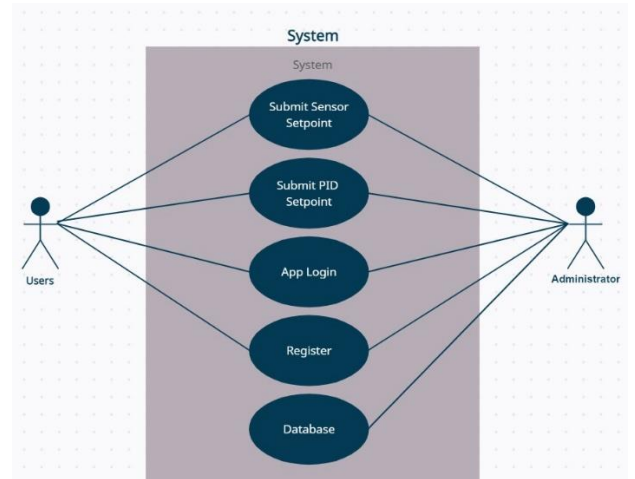 System
System
Submit Sensor
Setpoint
Submit PID
Setpoint
App Login
Users
Administrator
Register
Database